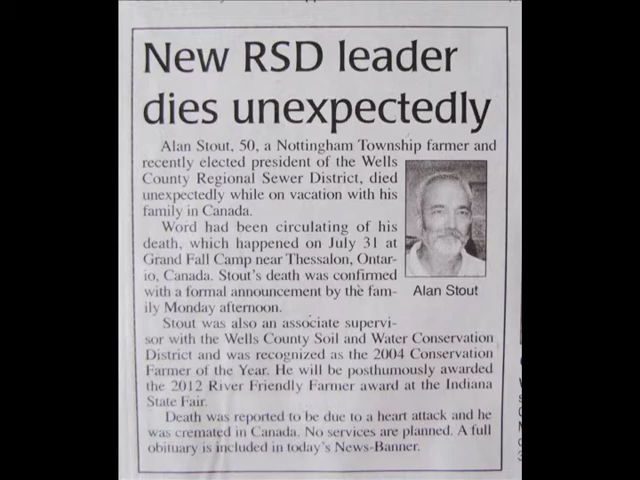 New RSD leader
dies unexpectedly
Alan Stout, 50, a Nottingham Township farmer and
recently elected president of the Wells
County Regional Sewer District, died
unexpectedly while on vacation with his
family in Canada.
Word had been circulating of his
death, which happened on July 31 at
Grand Fall Camp near Thessalon, Ontar-
io, Canada. Stout's death was confirmed
with a formal announcement by the fam-
ily Monday afternoon.
Alan Stout
Stout was also an associate supervi-
sor with the Wells County Soil and Water Conservation
District and was recognized as the 2004 Conservation
Farmer of the Year. He will be posthumously awarded
the 2012 River Friendly Farmer award at the Indiana
State Fair.
Death was reported to be due to a heart attack and he
was cremated in Canada. No services are planned. A full
obituary is included in today's News-Banner.